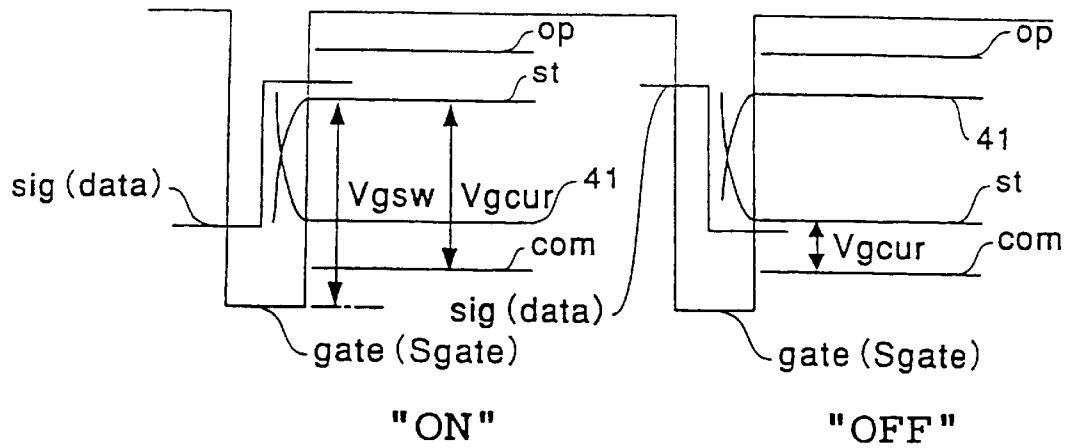 op
st
sig (data)
Vgsw
Vgcur
41
com
gate (Sgate)
"ON"
op
41
st
Vgcur
com
sig (data)
gate (Sgate)
"OFF"